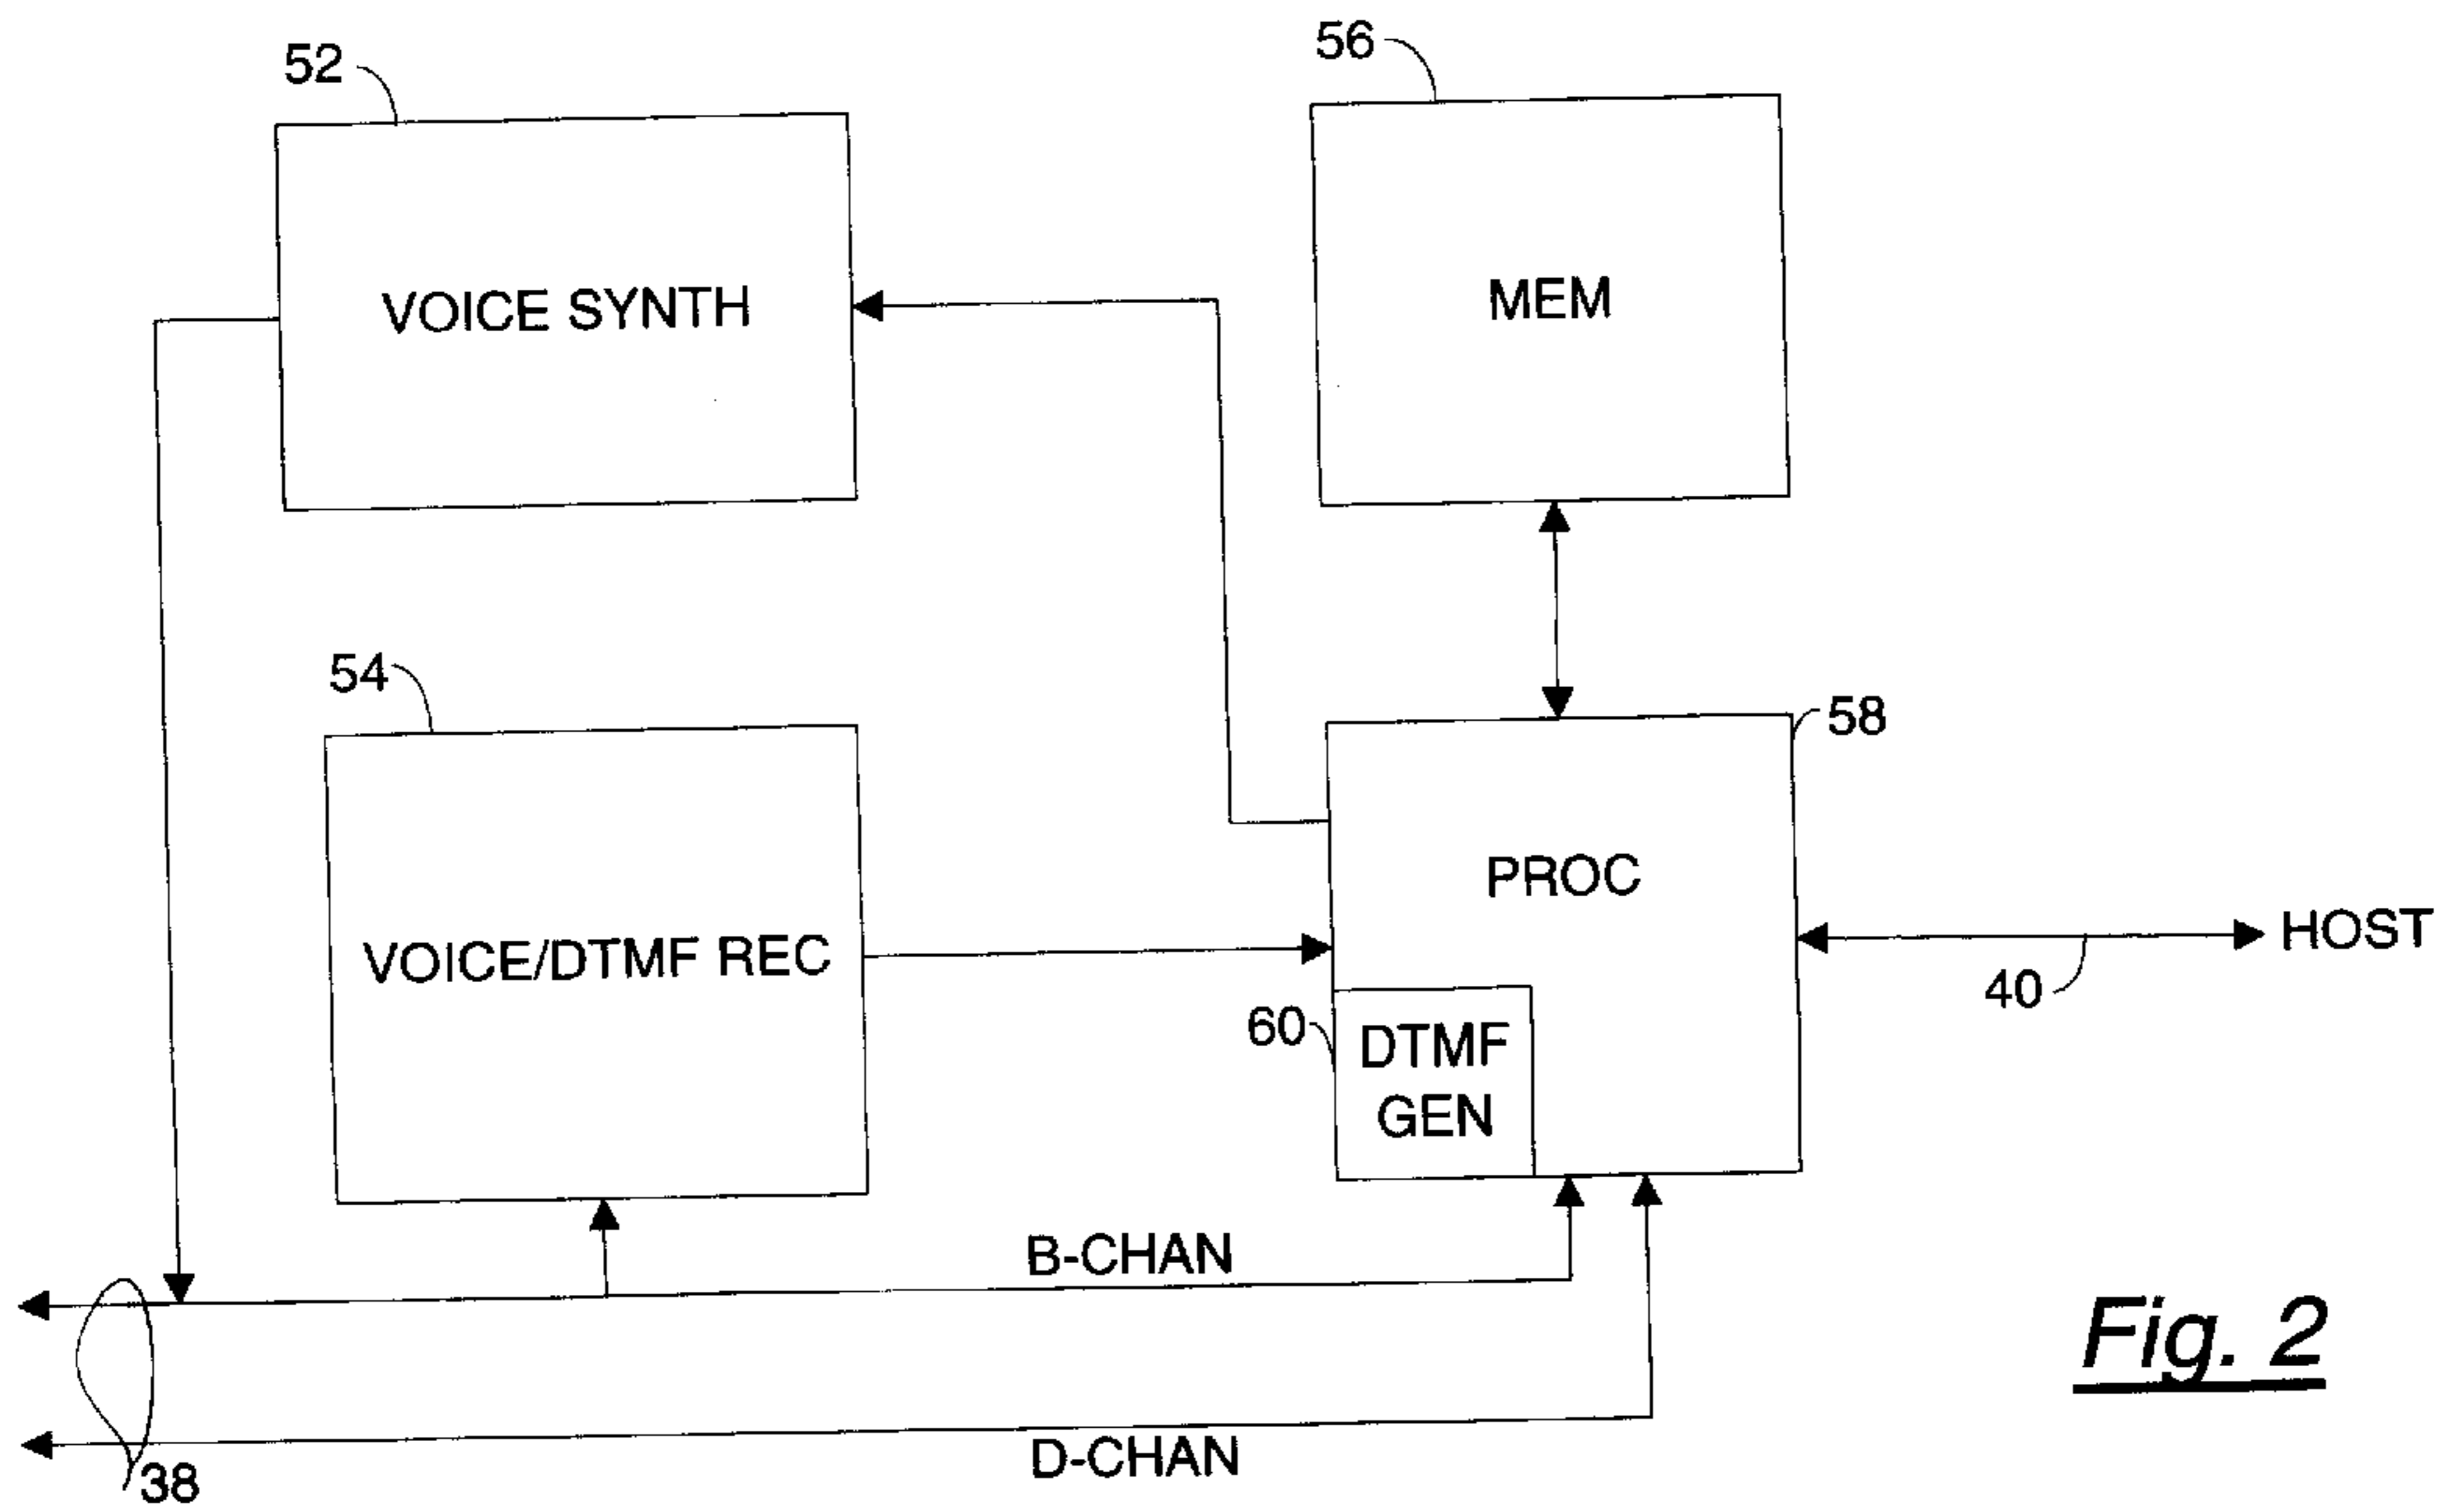 52
56
VOICE SYNTH
MEM
54
58
PROC
VOICE/DTMF REC
HOST
40
60
DTMF
GEN
B-CHAN
D-CHAN
38
Fig. 2